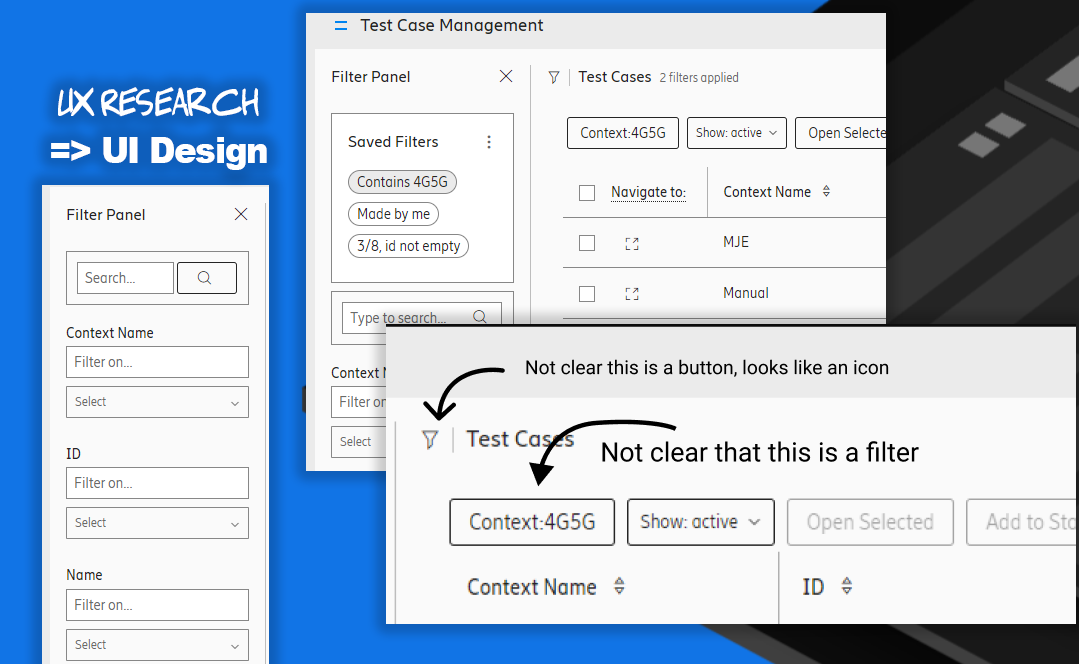 UX RESEARCH
=> UI Design
Filter Panel
Search...
Context Name
Filter on...
Select
ID
Filter on...
Select
Name
Filter on...
Select
Test Case Management
Filter Panel
Saved Filters
Contains 4G5G
Made by me
3/8, id not empty
Type to search...
Context N
Filter on
Select
Test Cases 2 filters applied
Context:4G5G Show: active Open Selecte
Navigate to: Context Name
MJE
Manual
Not clear this is a button, looks like an icon
Test Cases
Not clear that this is a filter
Context:4G5G Show: active Open Selected Add to Sta
Context Name ID